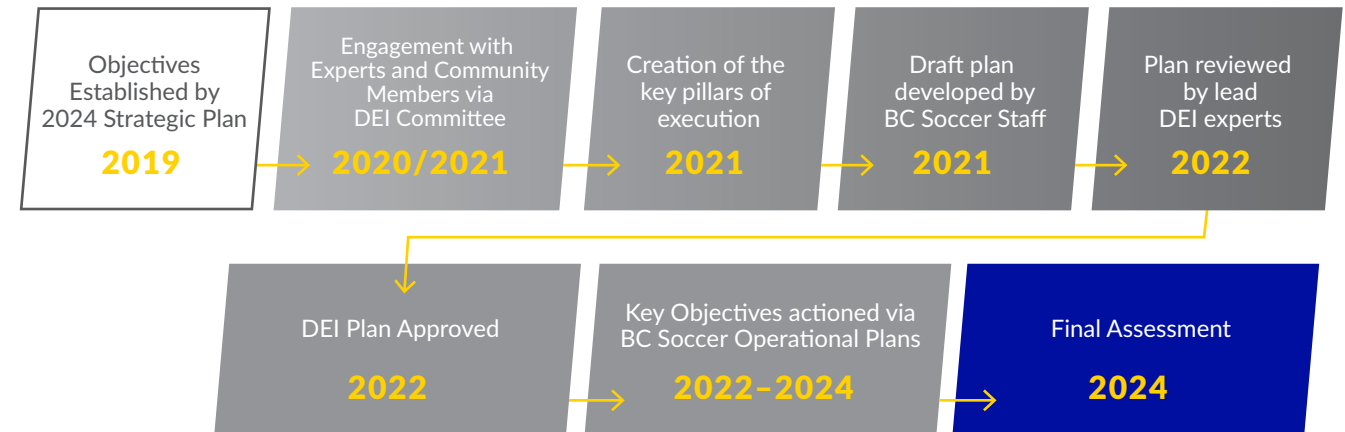 Objectives
Established by
2024 Strategic Plan
2019
Engagement with
Experts and Community
Members via
DEI Committee
2020/2021
Creation of the
key pillars of
execution
2021
Draft plan
developed by
BC Soccer Staff
2021
Plan reviewed
by lead
DEI experts
2022
DEI Plan Approved
2022
Key Objectives actioned via
BC Soccer Operational Plans
2022–2024
Final Assessment
2024